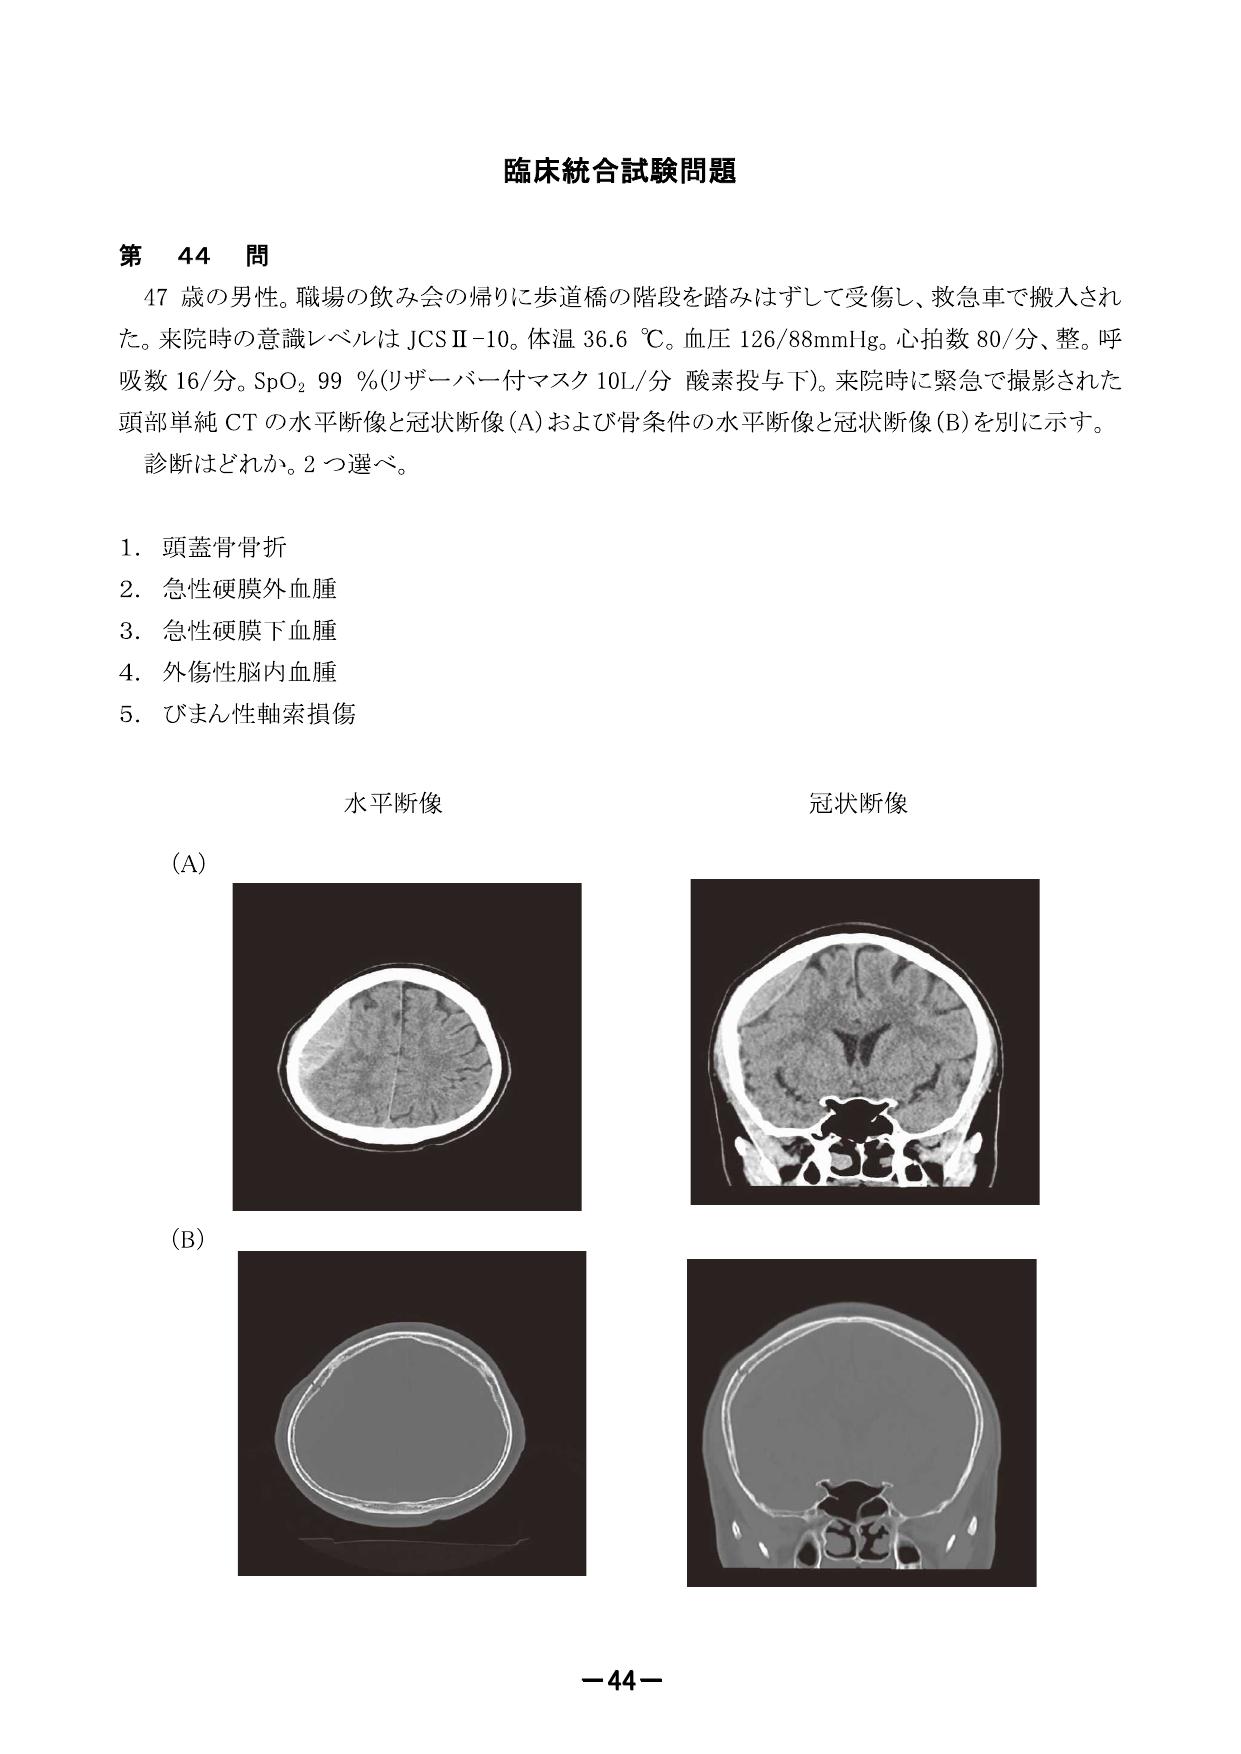 臨床統合試験問題
第 44 問
47 歳の男性。職場の飲み会の帰りに歩道橋の階段を踏みはずして受傷し、救急車で搬入され
た。来院時の意識レベルは JCSⅡ-10。体温 36.6 ℃。血圧 126/88mmHg。心拍数 80/分、整。呼
吸数 16/分。SpO₂ 99 %(リザーバー付マスク 10L/分 酸素投与下)。来院時に緊急で撮影された
頭部単純 CT の水平断像と冠状断像(A)および骨条件の水平断像と冠状断像(B)を別に示す。
診断はどれか。2 つ選べ。
1. 頭蓋骨骨折
2. 急性硬膜外血腫
3. 急性硬膜下血腫
4. 外傷性脳内血腫
5. びまん性軸索損傷
水平断像 冠状断像
(A)
(B)
－44－